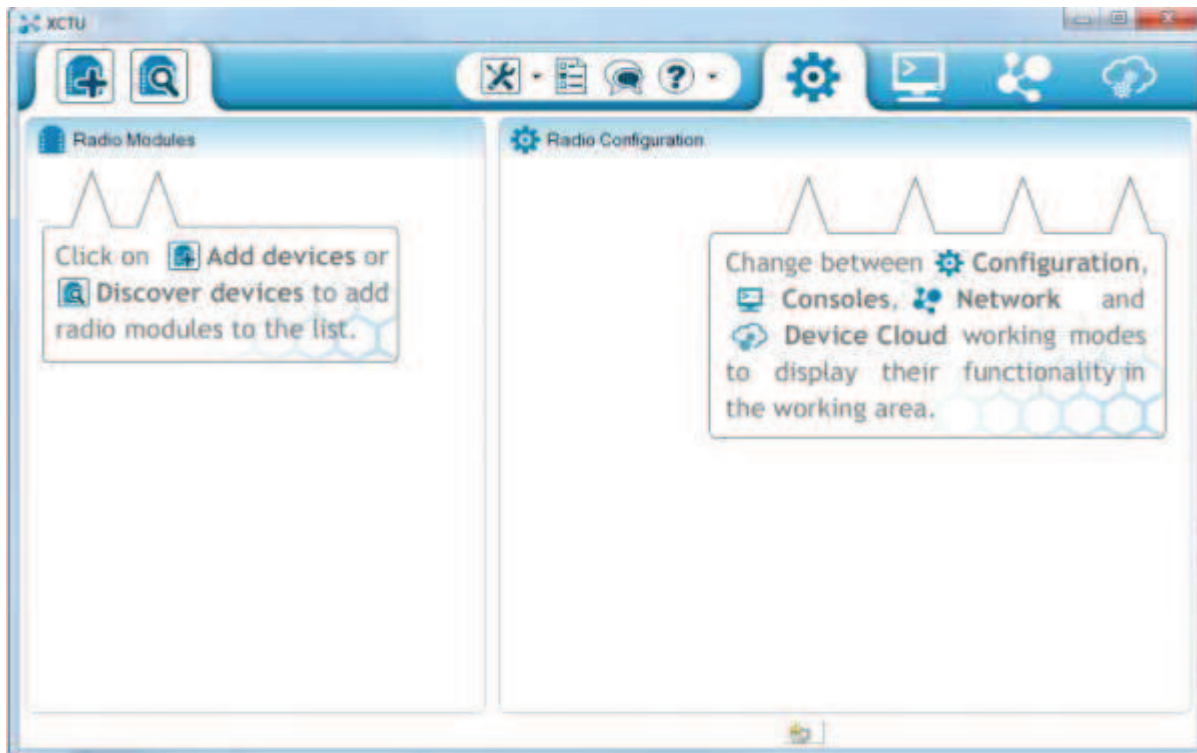 XCTU
Radio Modules
Click on Add devices or
Discover devices to add
radio modules to the list.
Radio Configuration
Change between Configuration,
Consoles, Network and
Device Cloud working modes
to display their functionality in
the working area.